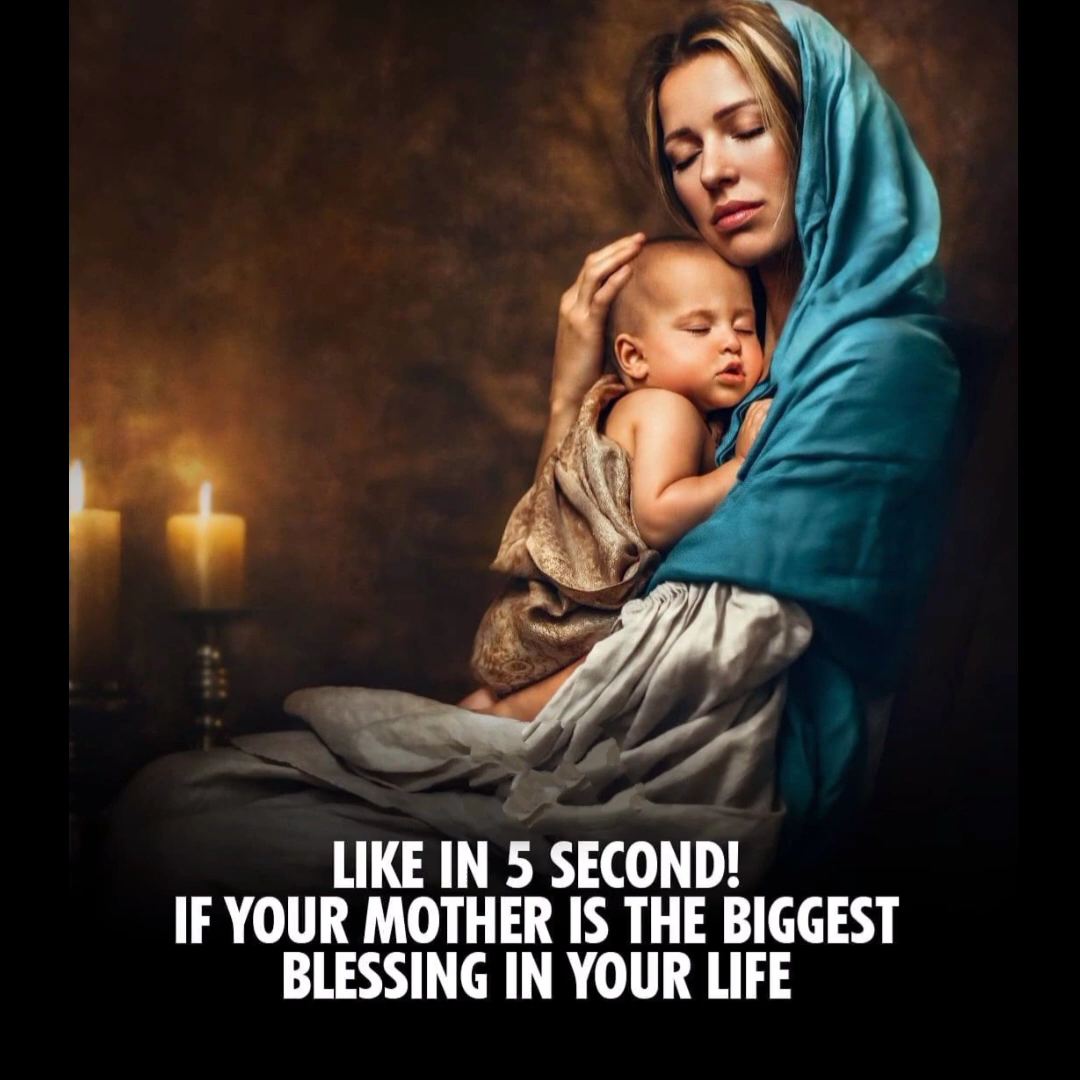 LIKE IN 5 SECOND!
IF YOUR MOTHER IS THE BIGGEST
BLESSING IN YOUR LIFE